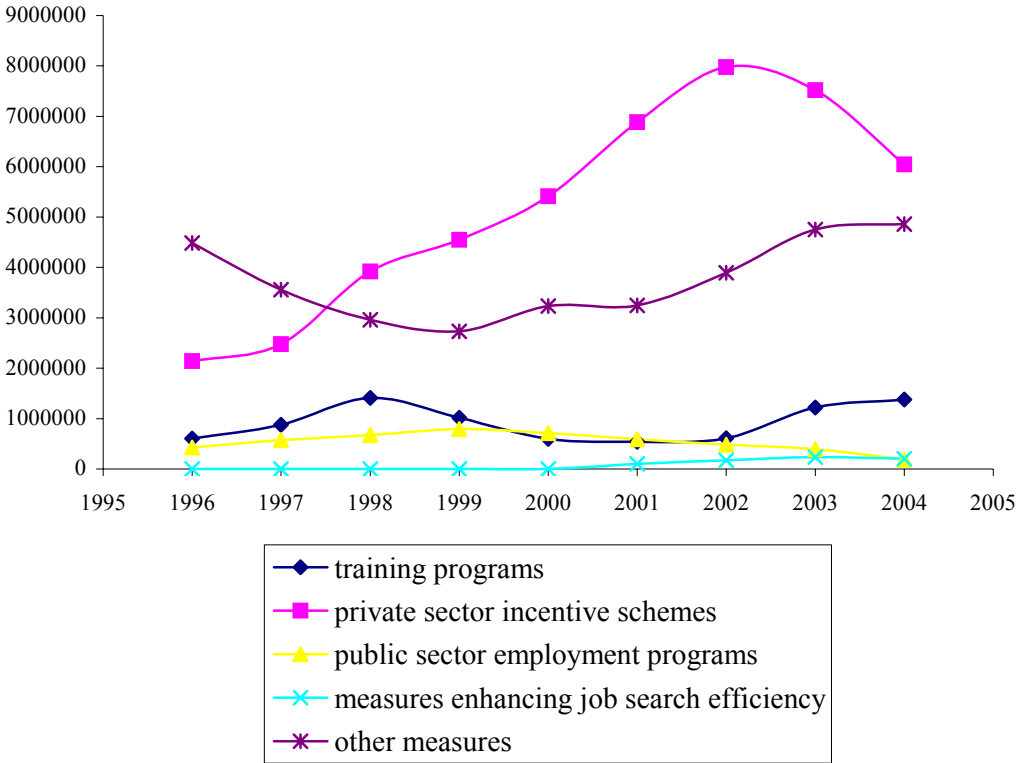 9000000
8000000
7000000
6000000
5000000
4000000
3000000
2000000
1000000
0
1995 1996 1997 1998 1999 2000 2001 2002 2003 2004 2005
training programs
private sector incentive schemes
public sector employment programs
measures enhancing job search efficiency
other measures